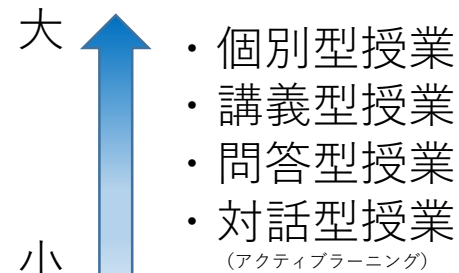 大
・個別型授業
・講義型授業
・問答型授業
・対話型授業
（アクティブラーニング）
小